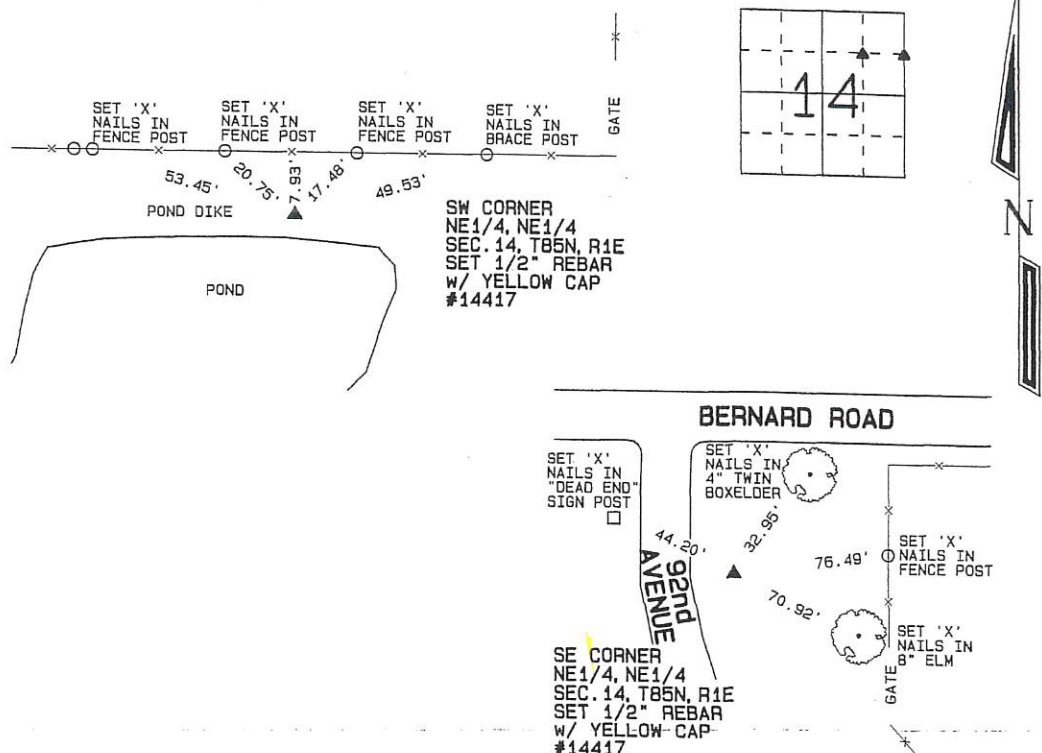 SET 'X'
NAILS IN
FENCE POST
SET 'X'
NAILS IN
FENCE POST
SET 'X'
NAILS IN
FENCE POST
SET 'X'
NAILS IN
BRACE POST
GATE
14
53.45'
20.75'
7.93'
17.48'
49.53'
POND DIKE
POND
SW CORNER
NE1/4, NE1/4
SEC. 14, T85N, R1E
SET 1/2" REBAR
W/ YELLOW CAP
#14417
N
BERNARD ROAD
SET 'X'
NAILS IN
"DEAD END"
SIGN POST
SET 'X'
NAILS IN
4" TWIN
BOXELDER
44.20'
32.95'
76.49'
70.92'
SET 'X'
NAILS IN
FENCE POST
92nd
AVENUE
SET 'X'
NAILS IN
8" ELM
GATE
SE CORNER
NE1/4, NE1/4
SEC. 14, T85N, R1E
SET 1/2" REBAR
W/ YELLOW CAP
#14417